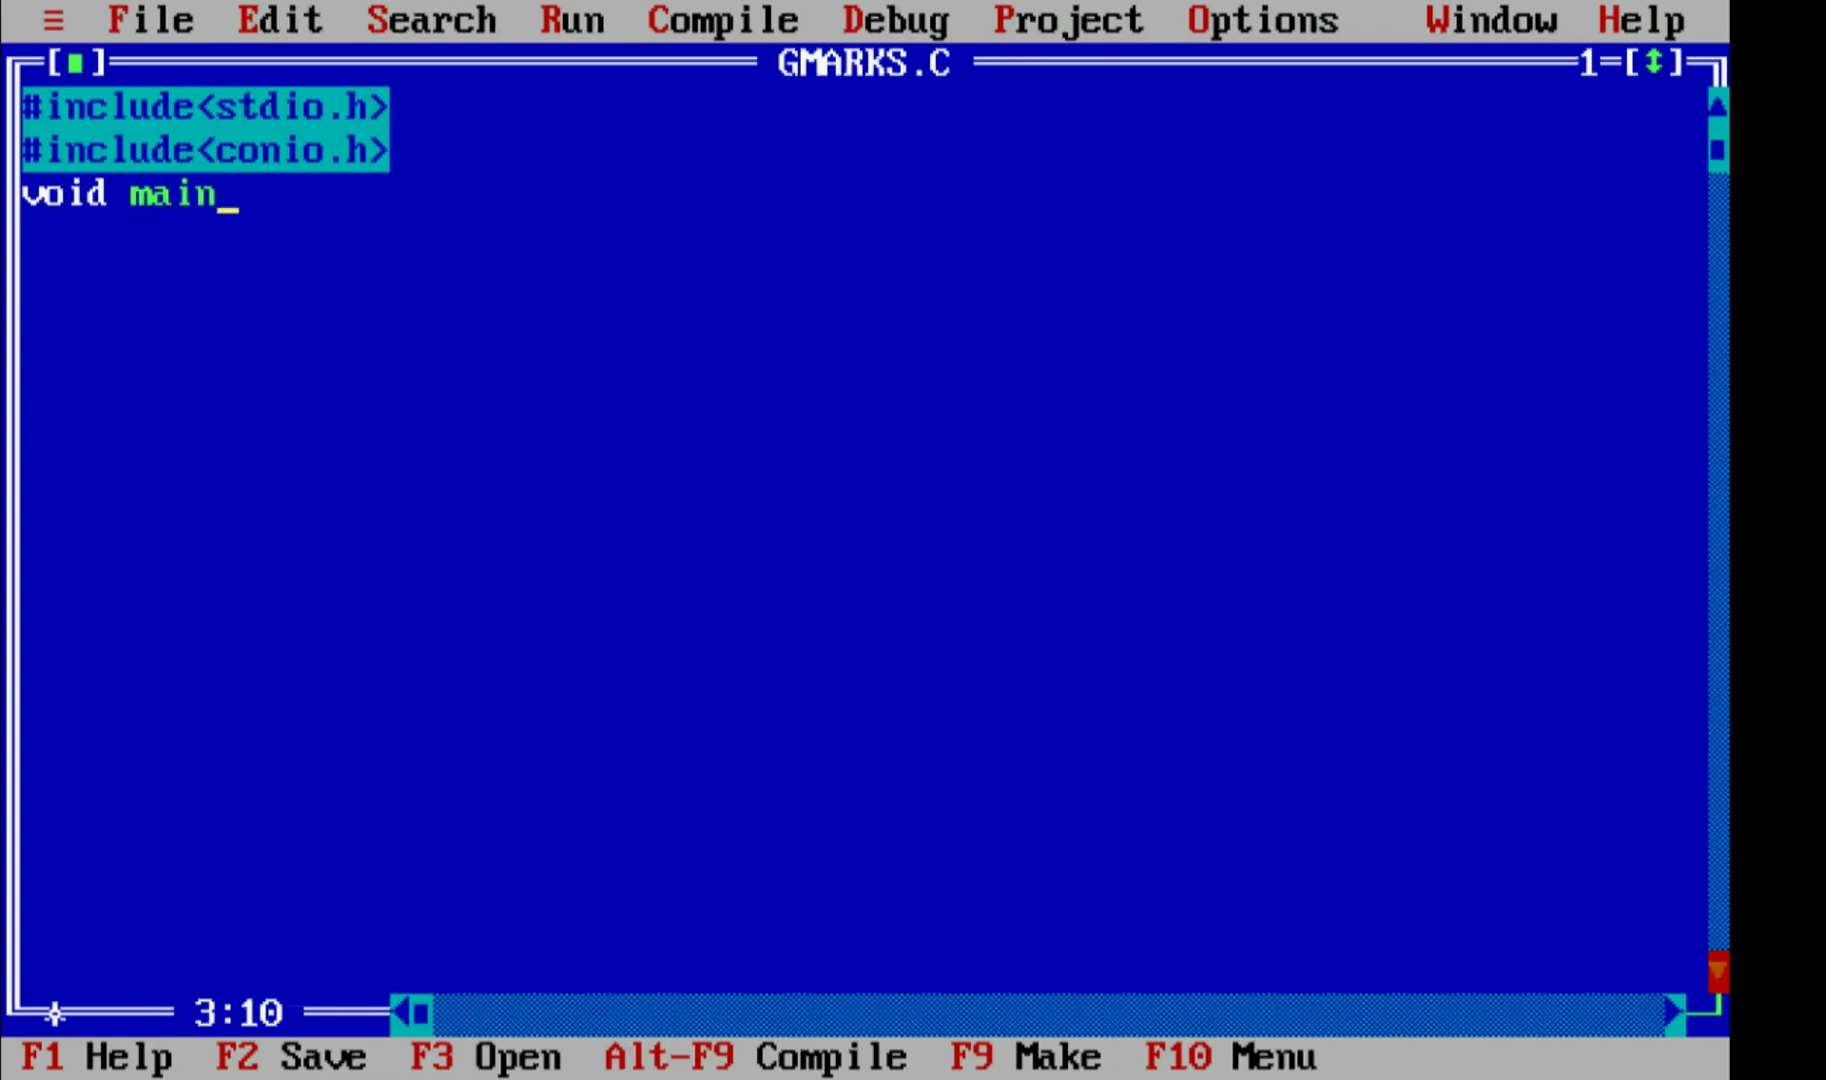 ≡ File Edit Search Run Compile Debug Project Options Window Help
[■] GMARKS.C 1=[↕]
#include<stdio.h>
#include<conio.h>
void main_
3:10
F1 Help F2 Save F3 Open Alt-F9 Compile F9 Make F10 Menu